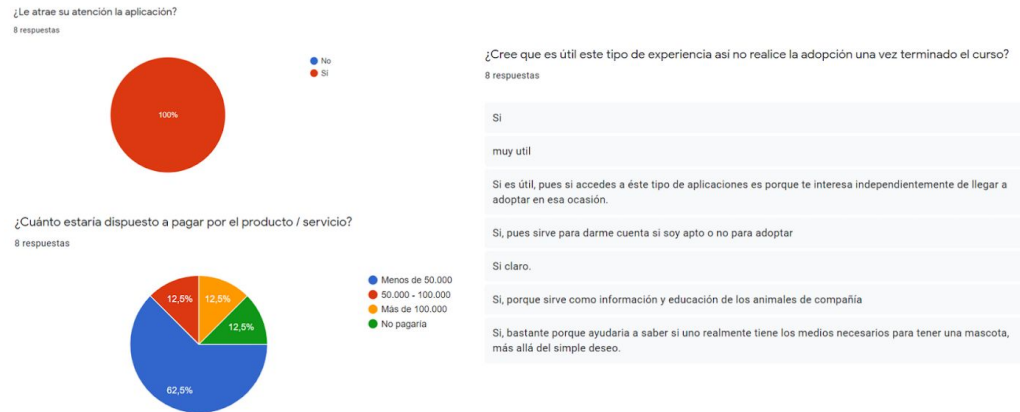 ¿Le atrae su atención la aplicación?
8 respuestas
No
Si
100%
¿Cuánto estaría dispuesto a pagar por el producto / servicio?
8 respuestas
Menos de 50.000
50.000 - 100.000
Más de 100.000
No pagaría
12,5%
12,5%
12,5%
62,5%
¿Cree que es útil este tipo de experiencia así no realice la adopción una vez terminado el curso?
8 respuestas
Si
muy util
Si es útil, pues si accedes a éste tipo de aplicaciones es porque te interesa independientemente de llegar a
adoptar en esa ocasión.
Si, pues sirve para darme cuenta si soy apto o no para adoptar
Si claro.
Si, porque sirve como información y educación de los animales de compañía
Si, bastante porque ayudaría a saber si uno realmente tiene los medios necesarios para tener una mascota,
más allá del simple deseo.